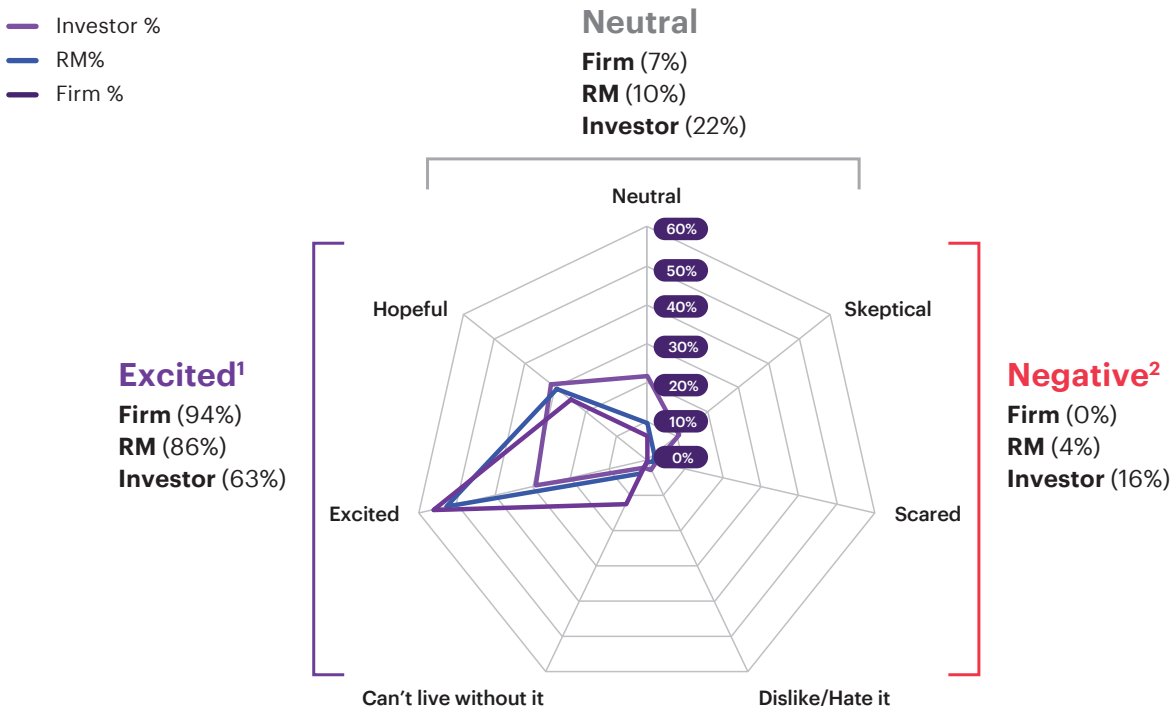 Investor %
RM%
Firm %
Neutral
Firm (7%)
RM (10%)
Investor (22%)
Neutral
60%
50%
40%
30%
20%
10%
0%
Hopeful
Skeptical
Excited¹
Firm (94%)
RM (86%)
Investor (63%)
Negative²
Firm (0%)
RM (4%)
Investor (16%)
Excited
Scared
Can't live without it
Dislike/Hate it